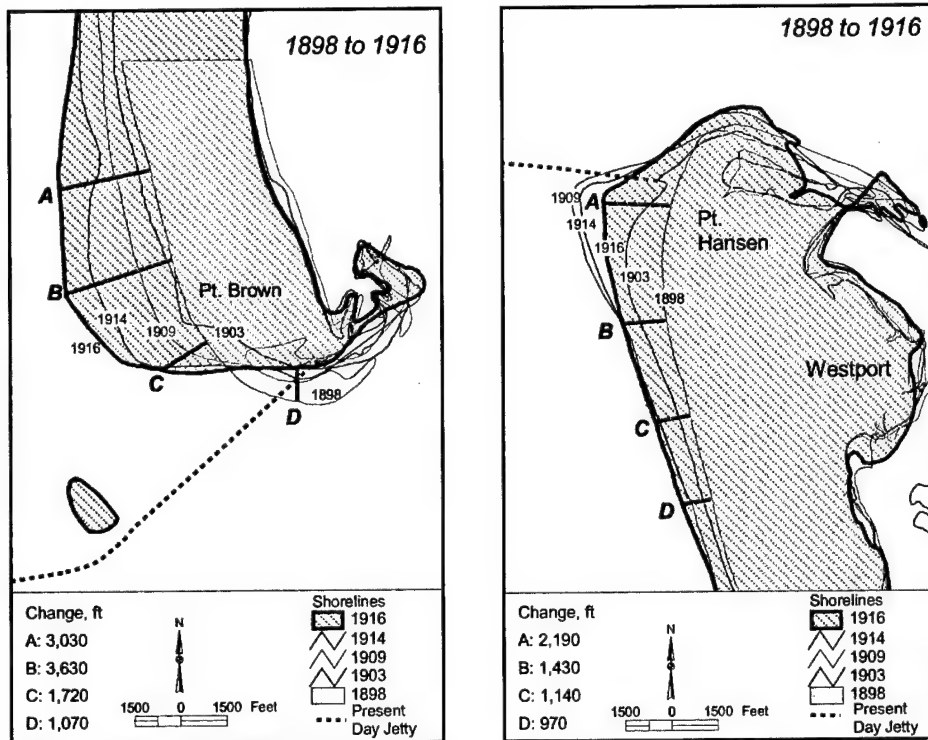 1898 to 1916
A
B
Pt. Brown
1914
1909
1903
1916
C
1898
D
Change, ft
A: 3,030
B: 3,630
C: 1,720
D: 1,070
N
1500 0 1500 Feet
Shorelines
1916
1914
1909
1903
1898
Present
Day Jetty
1898 to 1916
1909
A
1914
Pt.
Hansen
1916
1903
1898
B
Westport
C
D
Change, ft
A: 2,190
B: 1,430
C: 1,140
D: 970
N
1500 0 1500 Feet
Shorelines
1916
1914
1909
1903
1898
Present
Day Jetty